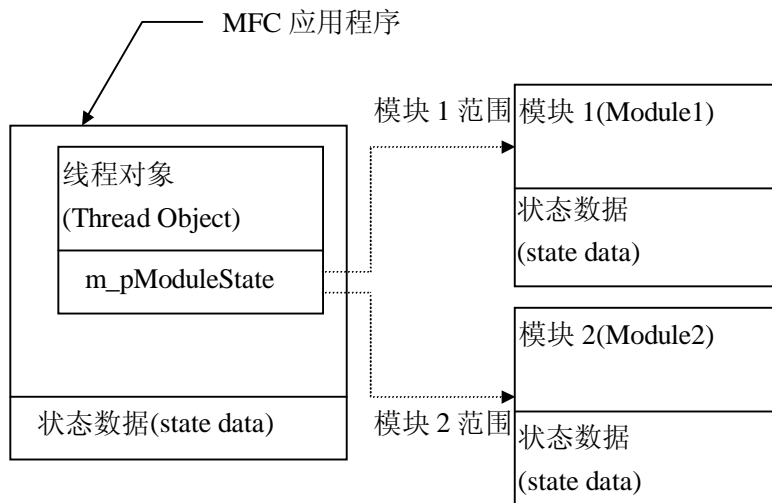 MFC 应用程序
模块 1 范围
模块 1(Module1)
线程对象
(Thread Object)
状态数据
(state data)
m_pModuleState
模块 2(Module2)
状态数据(state data)
模块 2 范围
状态数据
(state data)